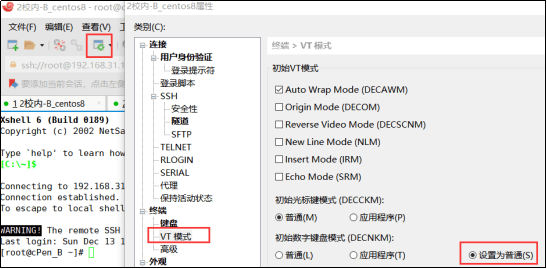 2校内-B_centos8 - root@c
文件(F) 编辑(E) 查看(V)
ssh://root@192.168.31.1
要添加当前会话，点击左侧
1 2校内-B_centos8
Xshell 6 (Build 0189)
Copyright (c) 2002 NetSa
Type `help' to learn how
[C:\~]$
Connecting to 192.168.31
Connection established.
To escape to local shell
WARNING! The remote SSH
Last login: Sun Dec 13 1
[root@cPen_B ~]#
2校内-B_centos8属性
类别(C):
连接
用户身份验证
登录提示符
登录脚本
SSH
安全性
隧道
SFTP
TELNET
RLOGIN
SERIAL
代理
保持活动状态
终端
键盘
VT 模式
高级
外观
终端 > VT 模式
初始VT模式
Auto Wrap Mode (DECAWM)
Origin Mode (DECOM)
Reverse Video Mode (DECSCNM)
New Line Mode (NLM)
Insert Mode (IRM)
Echo Mode (SRM)
初始光标键模式 (DECCKM):
普通(M) 应用程序(P)
初始数字键盘模式 (DECNKM):
普通(L) 应用程序(T) 设置为普通(S)